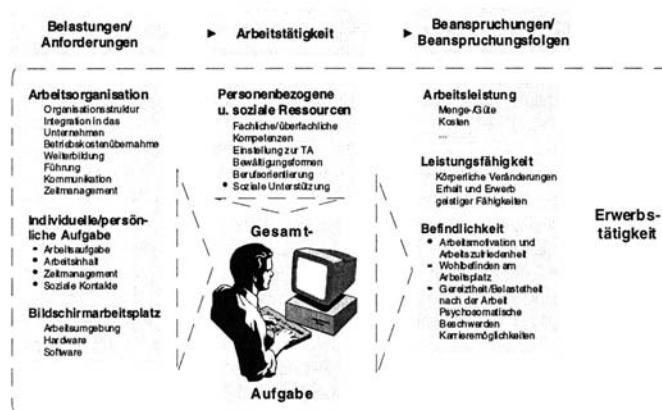 Belastungen/
Anforderungen
Arbeitstätigkeit
Beanspruchungen/
Beanspruchungsfolgen
Arbeitsorganisation
Organisationsstruktur
Integration in das
Unternehmen
Betriebskostenübernahme
Weiterbildung
Führung
Kommunikation
Zeitmanagement
Individuelle/persön-
liche Aufgabe
Arbeitsaufgabe
Arbeitsinhalt
Zeitmanagement
Soziale Kontakte
Bildschirmarbeitsplatz
Arbeitsumgebung
Hardware
Software
Personenbezogene
u. soziale Ressourcen
Fachliche/überfachliche
Kompetenzen
Einstellung zur TA
Bewältigungsformen
Berufsorientierung
Soziale Unterstützung
Gesamt-
Aufgabe
Arbeitsleistung
Menge-/Güte
Kosten
...
Leistungsfähigkeit
Körperliche Veränderungen
Erhalt und Erwerb
geistiger Fähigkeiten
Befindlichkeit
Arbeitsmotivation und
Arbeitszufriedenheit
Wohlbefinden am
Arbeitsplatz
Gereiztheit/Belastetheit
nach der Arbeit
Psychosomatische
Beschwerden
Karrieremöglichkeiten
Erwerbs-
tätigkeit